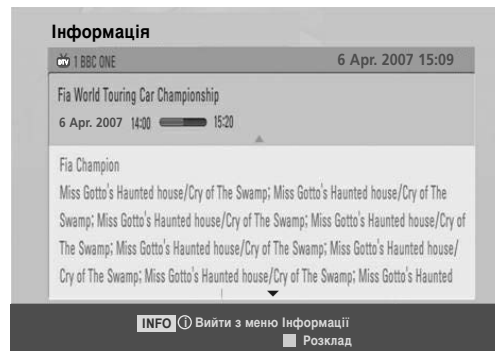 Інформація
DTV 1 BBC ONE 6 Apr. 2007 15:09
Fia World Touring Car Championship
6 Apr. 2007 14:00 15:20
Fia Champion
Miss Gotto's Haunted house/Cry of The Swamp; Miss Gotto's Haunted house/Cry of The
Swamp; Miss Gotto's Haunted house/Cry of The Swamp; Miss Gotto's Haunted house/Cry of
The Swamp; Miss Gotto's Haunted house/Cry of The Swamp; Miss Gotto's Haunted house/
Cry of The Swamp; Miss Gotto's Haunted house/Cry of The Swamp; Miss Gotto's Haunted
INFO i Вийти з меню Інформації
Розклад